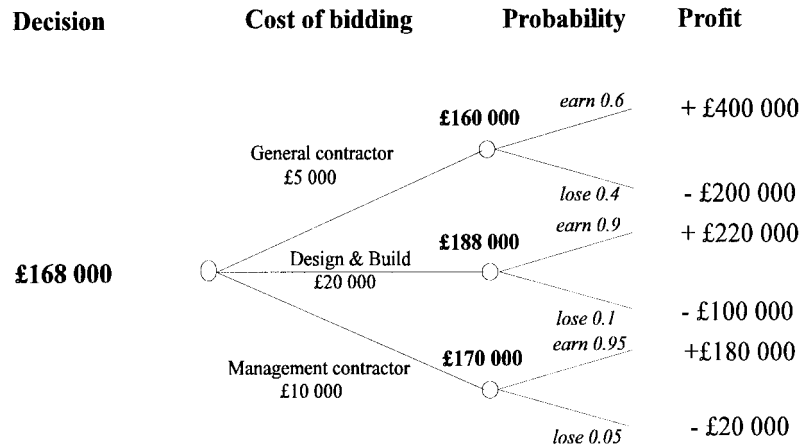 Decision Cost of bidding Probability Profit
earn 0.6 + £400 000
£160 000
General contractor
£5 000
lose 0.4 - £200 000
earn 0.9 + £220 000
£188 000
Design & Build
£168 000 £20 000
lose 0.1 - £100 000
earn 0.95 +£180 000
£170 000
Management contractor
£10 000
lose 0.05 - £20 000